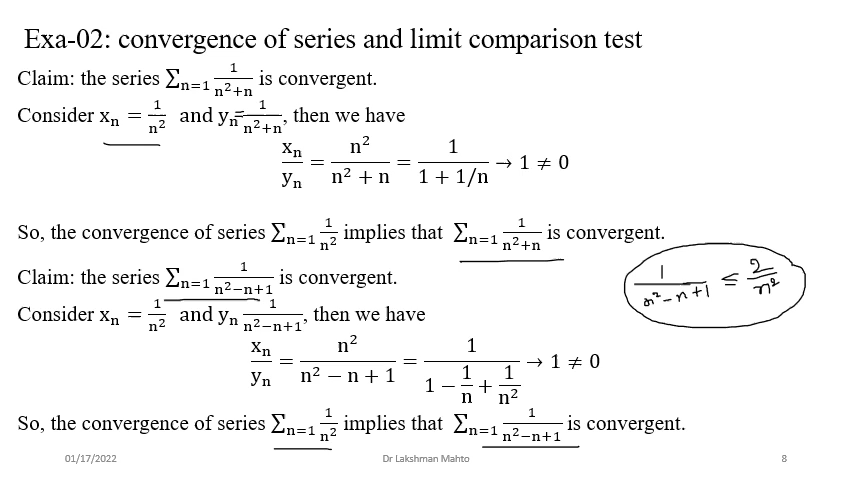 Exa-02: convergence of series and limit comparison test
Claim: the series ∑n=1 1/(n²+n) is convergent.
Consider xn = 1/n² and yn= 1/(n²+n), then we have
xn/yn = n²/(n² + n) = 1/(1 + 1/n) → 1 ≠ 0
So, the convergence of series ∑n=1 1/n² implies that ∑n=1 1/(n²+n) is convergent.
Claim: the series ∑n=1 1/(n²−n+1) is convergent.
1/(n²−n+1) ≤ 2/n²
Consider xn = 1/n² and yn 1/(n²−n+1), then we have
xn/yn = n²/(n² − n + 1) = 1/(1 − 1/n + 1/n²) → 1 ≠ 0
So, the convergence of series ∑n=1 1/n² implies that ∑n=1 1/(n²−n+1) is convergent.
01/17/2022 Dr Lakshman Mahto 8